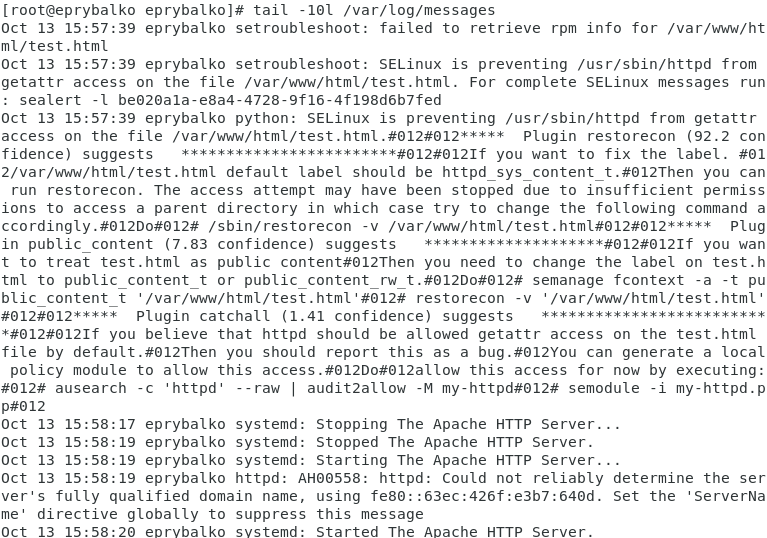 [root@eprybalko eprybalko]# tail -10l /var/log/messages
Oct 13 15:57:39 eprybalko setroubleshoot: failed to retrieve rpm info for /var/www/ht
ml/test.html
Oct 13 15:57:39 eprybalko setroubleshoot: SELinux is preventing /usr/sbin/httpd from
getattr access on the file /var/www/html/test.html. For complete SELinux messages run
: sealert -l be020a1a-e8a4-4728-9f16-4f198d6b7fed
Oct 13 15:57:39 eprybalko python: SELinux is preventing /usr/sbin/httpd from getattr
access on the file /var/www/html/test.html.#012#012*****  Plugin restorecon (92.2 con
fidence) suggests   ************************#012#012If you want to fix the label. #01
2/var/www/html/test.html default label should be httpd_sys_content_t.#012Then you can
 run restorecon. The access attempt may have been stopped due to insufficient permiss
ions to access a parent directory in which case try to change the following command a
ccordingly.#012Do#012# /sbin/restorecon -v /var/www/html/test.html#012#012*****  Plug
in public_content (7.83 confidence) suggests   ********************#012#012If you wan
t to treat test.html as public content#012Then you need to change the label on test.h
tml to public_content_t or public_content_rw_t.#012Do#012# semanage fcontext -a -t pu
blic_content_t '/var/www/html/test.html'#012# restorecon -v '/var/www/html/test.html'
#012#012*****  Plugin catchall (1.41 confidence) suggests   *************************
*#012#012If you believe that httpd should be allowed getattr access on the test.html
file by default.#012Then you should report this as a bug.#012You can generate a local
 policy module to allow this access.#012Do#012allow this access for now by executing:
#012# ausearch -c 'httpd' --raw | audit2allow -M my-httpd#012# semodule -i my-httpd.p
p#012
Oct 13 15:58:17 eprybalko systemd: Stopping The Apache HTTP Server...
Oct 13 15:58:19 eprybalko systemd: Stopped The Apache HTTP Server.
Oct 13 15:58:19 eprybalko systemd: Starting The Apache HTTP Server...
Oct 13 15:58:19 eprybalko httpd: AH00558: httpd: Could not reliably determine the ser
ver's fully qualified domain name, using fe80::63ec:426f:e3b7:640d. Set the 'ServerNa
me' directive globally to suppress this message
Oct 13 15:58:20 eprybalko systemd: Started The Apache HTTP Server.